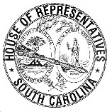 HOUSE OF REPRESENTATIVES
SOUTH CAROLINA